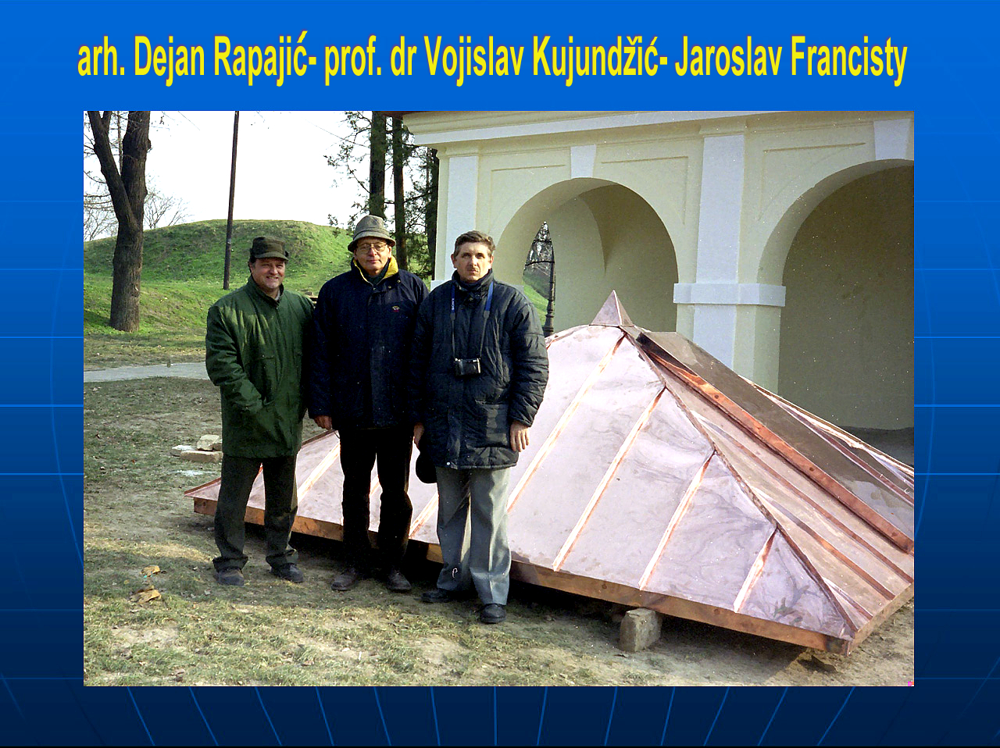 arh. Dejan Rapajić- prof. dr Vojislav Kujundžić- Jaroslav Francisty